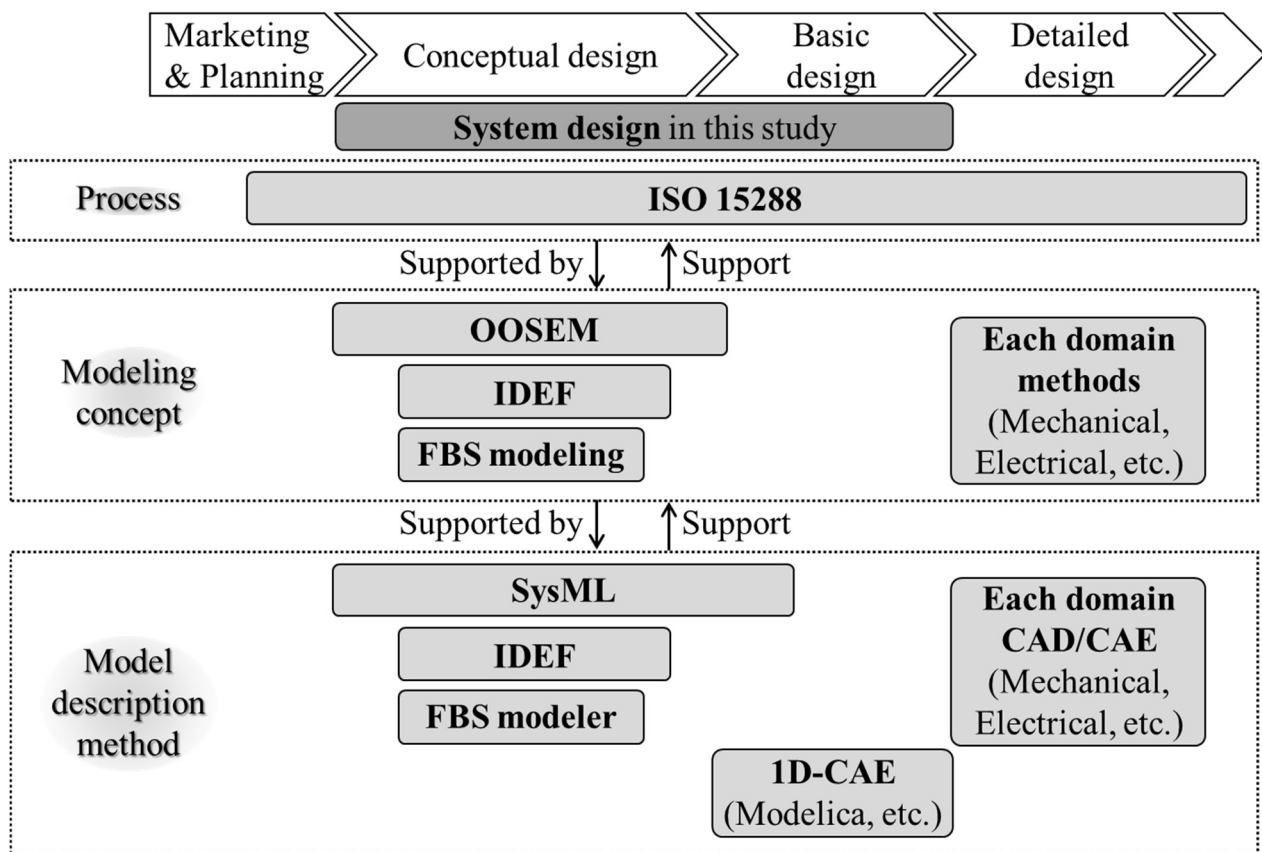 Marketing
& Planning
Conceptual design
Basic
design
Detailed
design
System design in this study
Process
ISO 15288
Supported by
Support
Modeling
concept
OOSEM
IDEF
FBS modeling
Each domain
methods
(Mechanical,
Electrical, etc.)
Supported by
Support
Model
description
method
SysML
IDEF
FBS modeler
1D-CAE
(Modelica, etc.)
Each domain
CAD/CAE
(Mechanical,
Electrical, etc.)